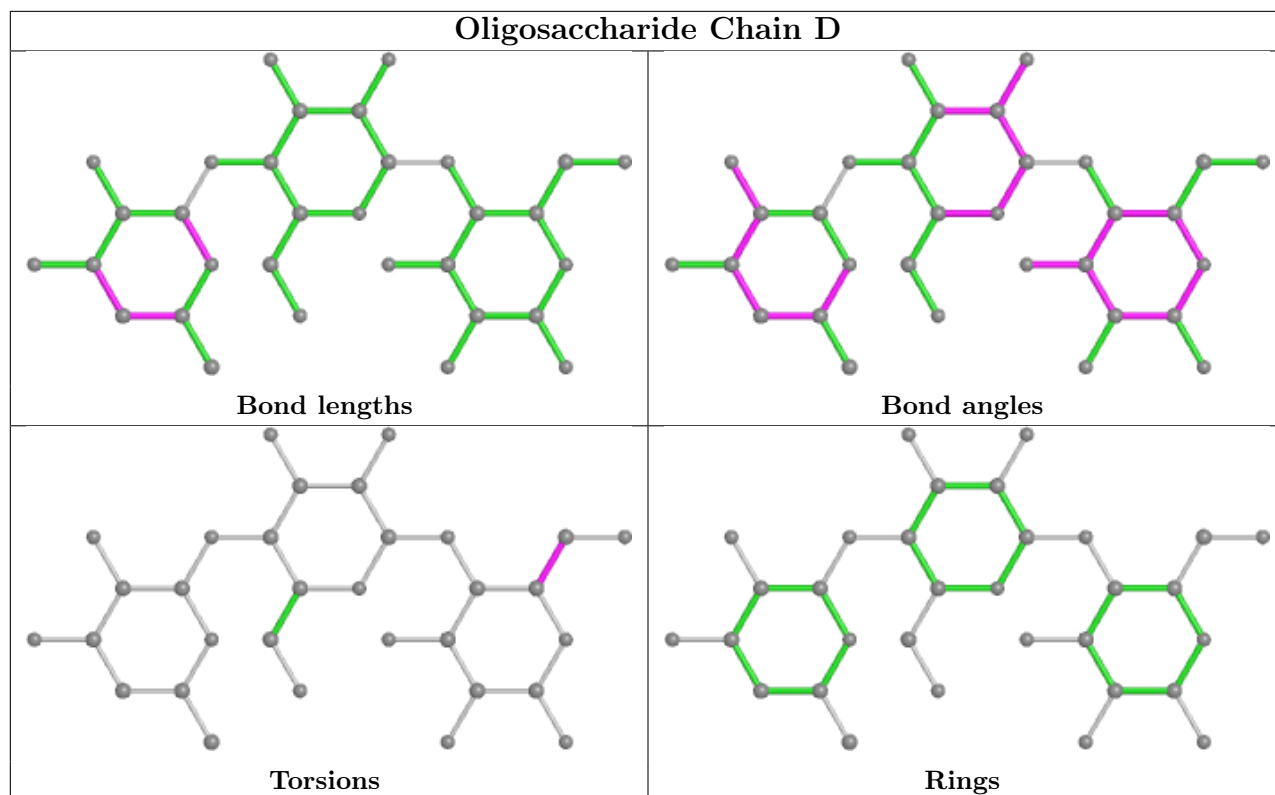 Oligosaccharide Chain D
Bond lengths
Bond angles
Torsions
Rings